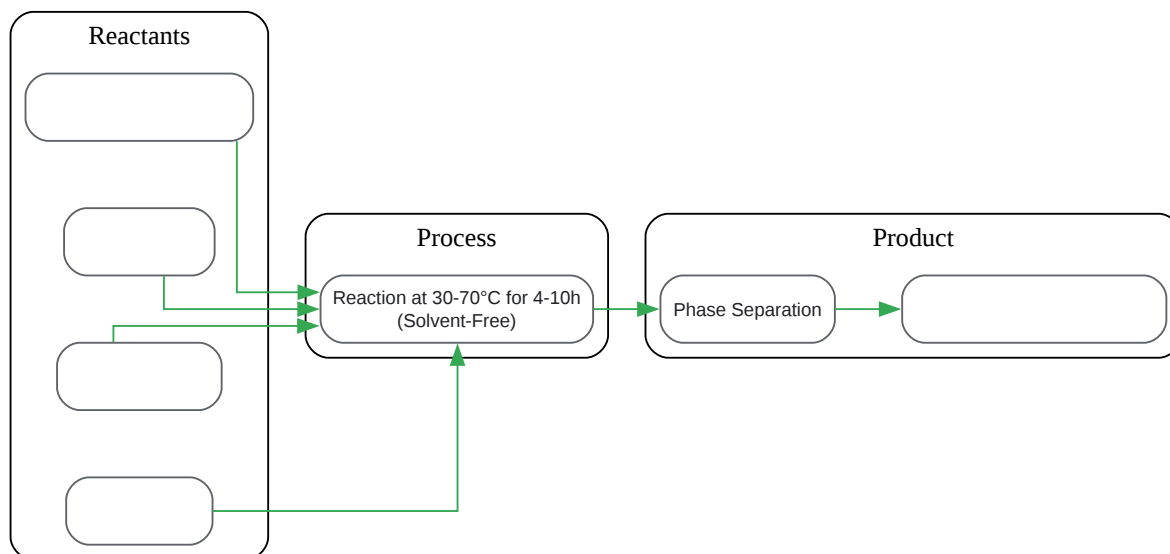 Reactants
Process
Reaction at 30-70°C for 4-10h
(Solvent-Free)
Product
Phase Separation